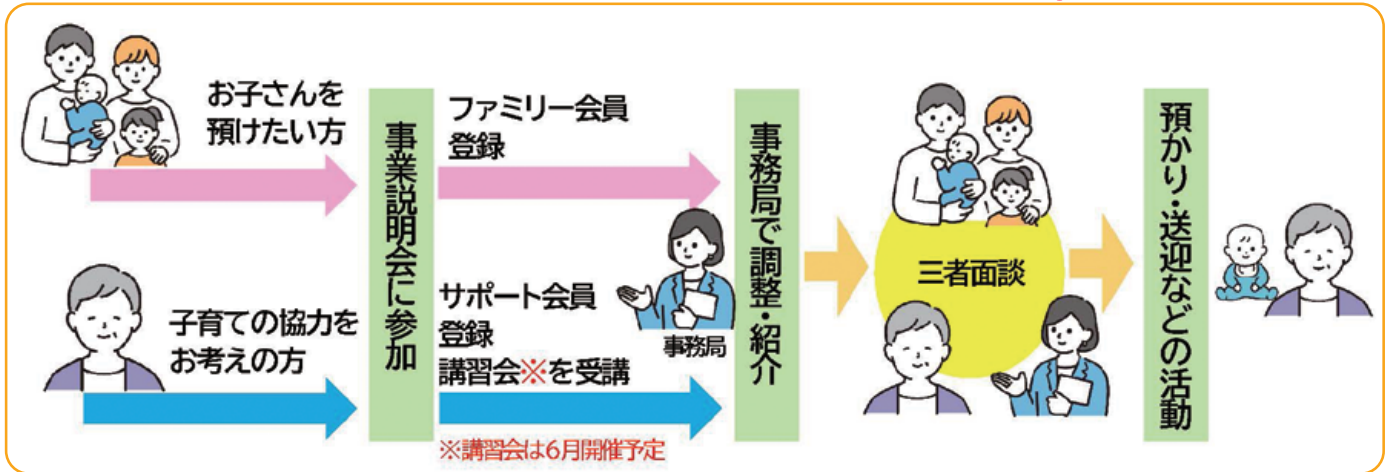 お子さんを
預けたい方
子育ての協力を
お考えの方
事業説明会に参加
ファミリー会員
登録
サポート会員
登録
講習会※を受講
※講習会は6月開催予定
事務局
事務局で調整・紹介
三者面談
預かり・送迎などの活動